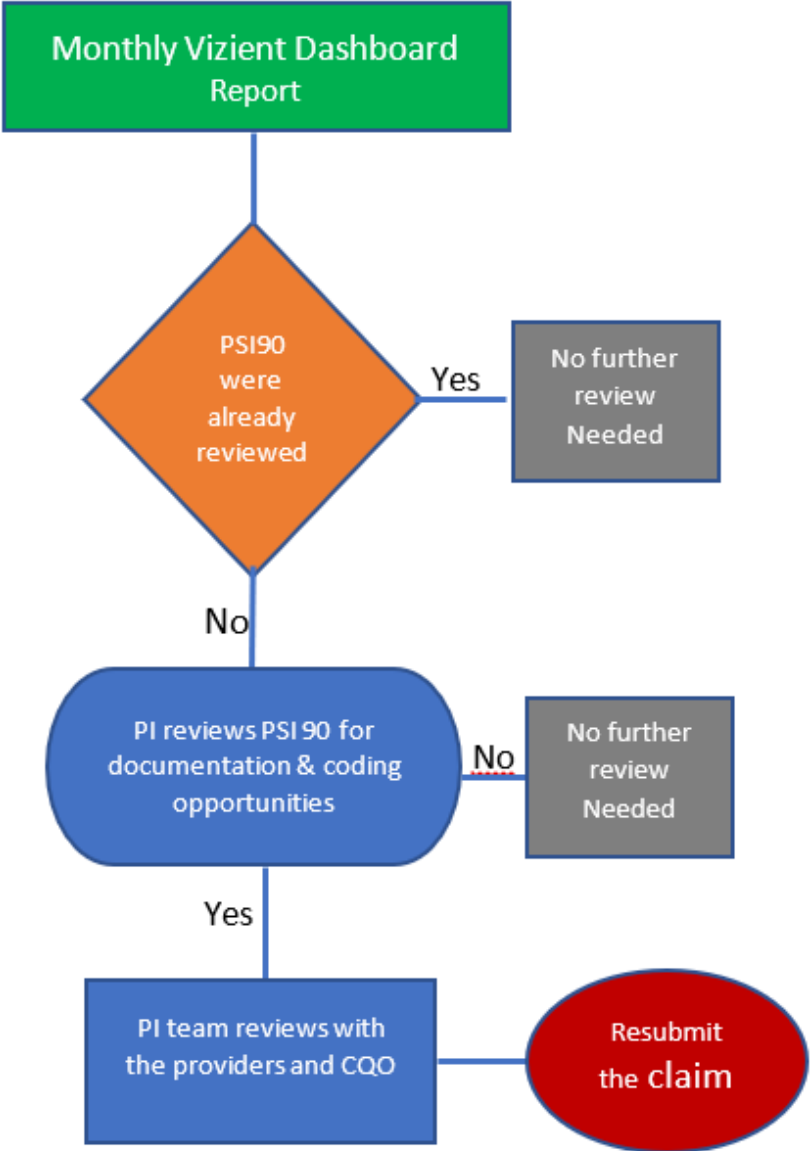 Monthly Vizient Dashboard
Report
PSI90
were
already
reviewed
Yes
No further
review
Needed
No
PI reviews PSI 90 for
documentation & coding
opportunities
No
No further
review
Needed
Yes
PI team reviews with
the providers and CQO
Resubmit
the claim